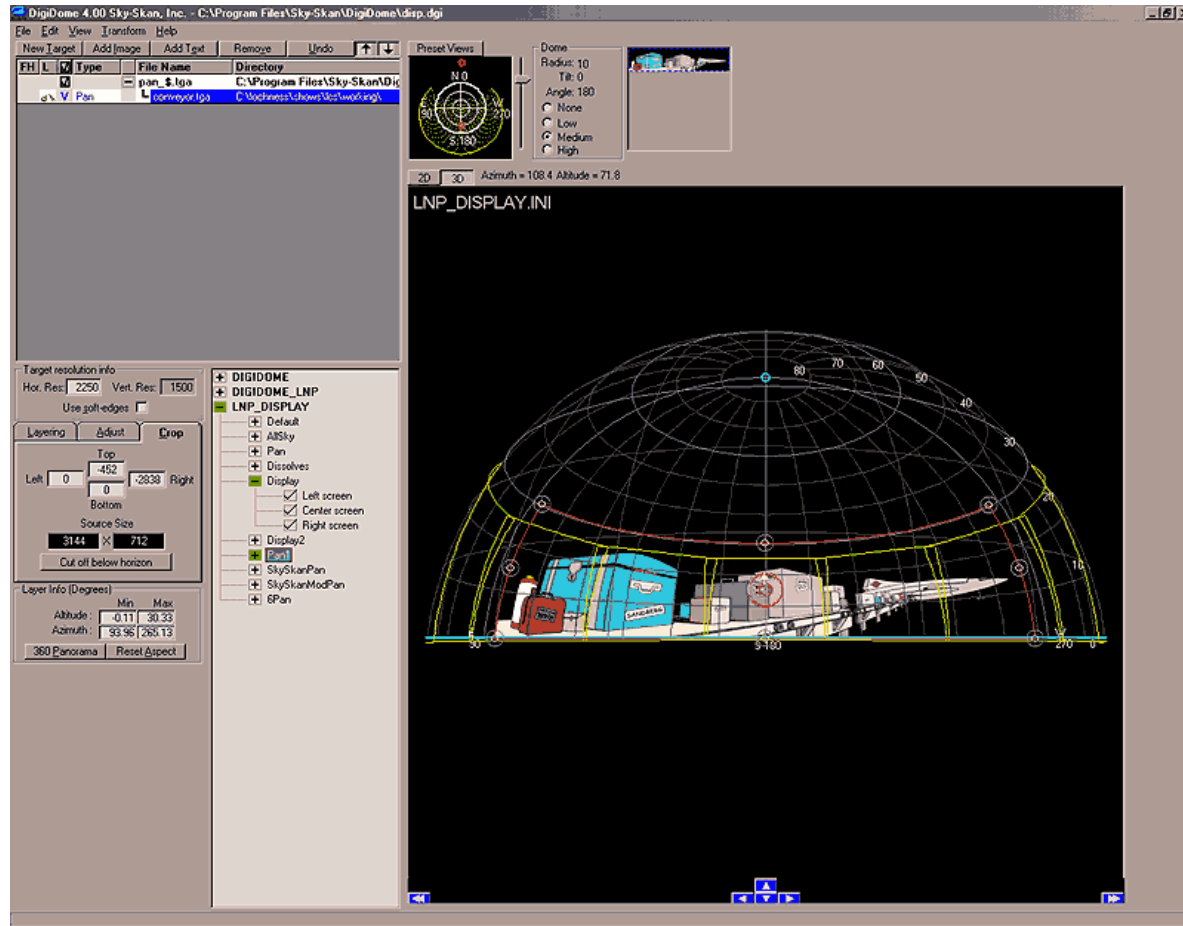 DigiDome 4.00 Sky-Skan, Inc. - C:\Program Files\Sky-Skan\DigiDome\disp.dgi
File Edit View Transform Help
New Target Add Image Add Text Remove Undo
FH L Type File Name Directory
pan_$.tga C:\Program Files\Sky-Skan\Dig
V Pan conveyor.tga C:\lochness\shows\lcs\working\
Preset Views
N 0
E
90
W
270
S-180
Dome
Radius: 10
Tilt: 0
Angle: 180
None
Low
Medium
High
2D 3D Azimuth = 108.4 Altitude = 71.8
LNP_DISPLAY.INI
80 70 60 50 40 30 20 10
SANDBERG
90 S-180 270 0
Target resolution info
Hor. Res: 2250 Vert. Res: 1500
Use soft-edges
Layering Adjust Crop
Top
-452
Left 0 -2838 Right
0
Bottom
Source Size
3144 X 712
Cut off below horizon
Layer Info (Degrees)
Min Max
Altitude : -0.11 30.33
Azimuth : 93.96 265.13
360 Panorama Reset Aspect
DIGIDOME
DIGIDOME_LNP
LNP_DISPLAY
Default
AllSky
Pan
Dissolves
Display
Left screen
Center screen
Right screen
Display2
Pan1
SkySkanPan
SkySkanModPan
6Pan